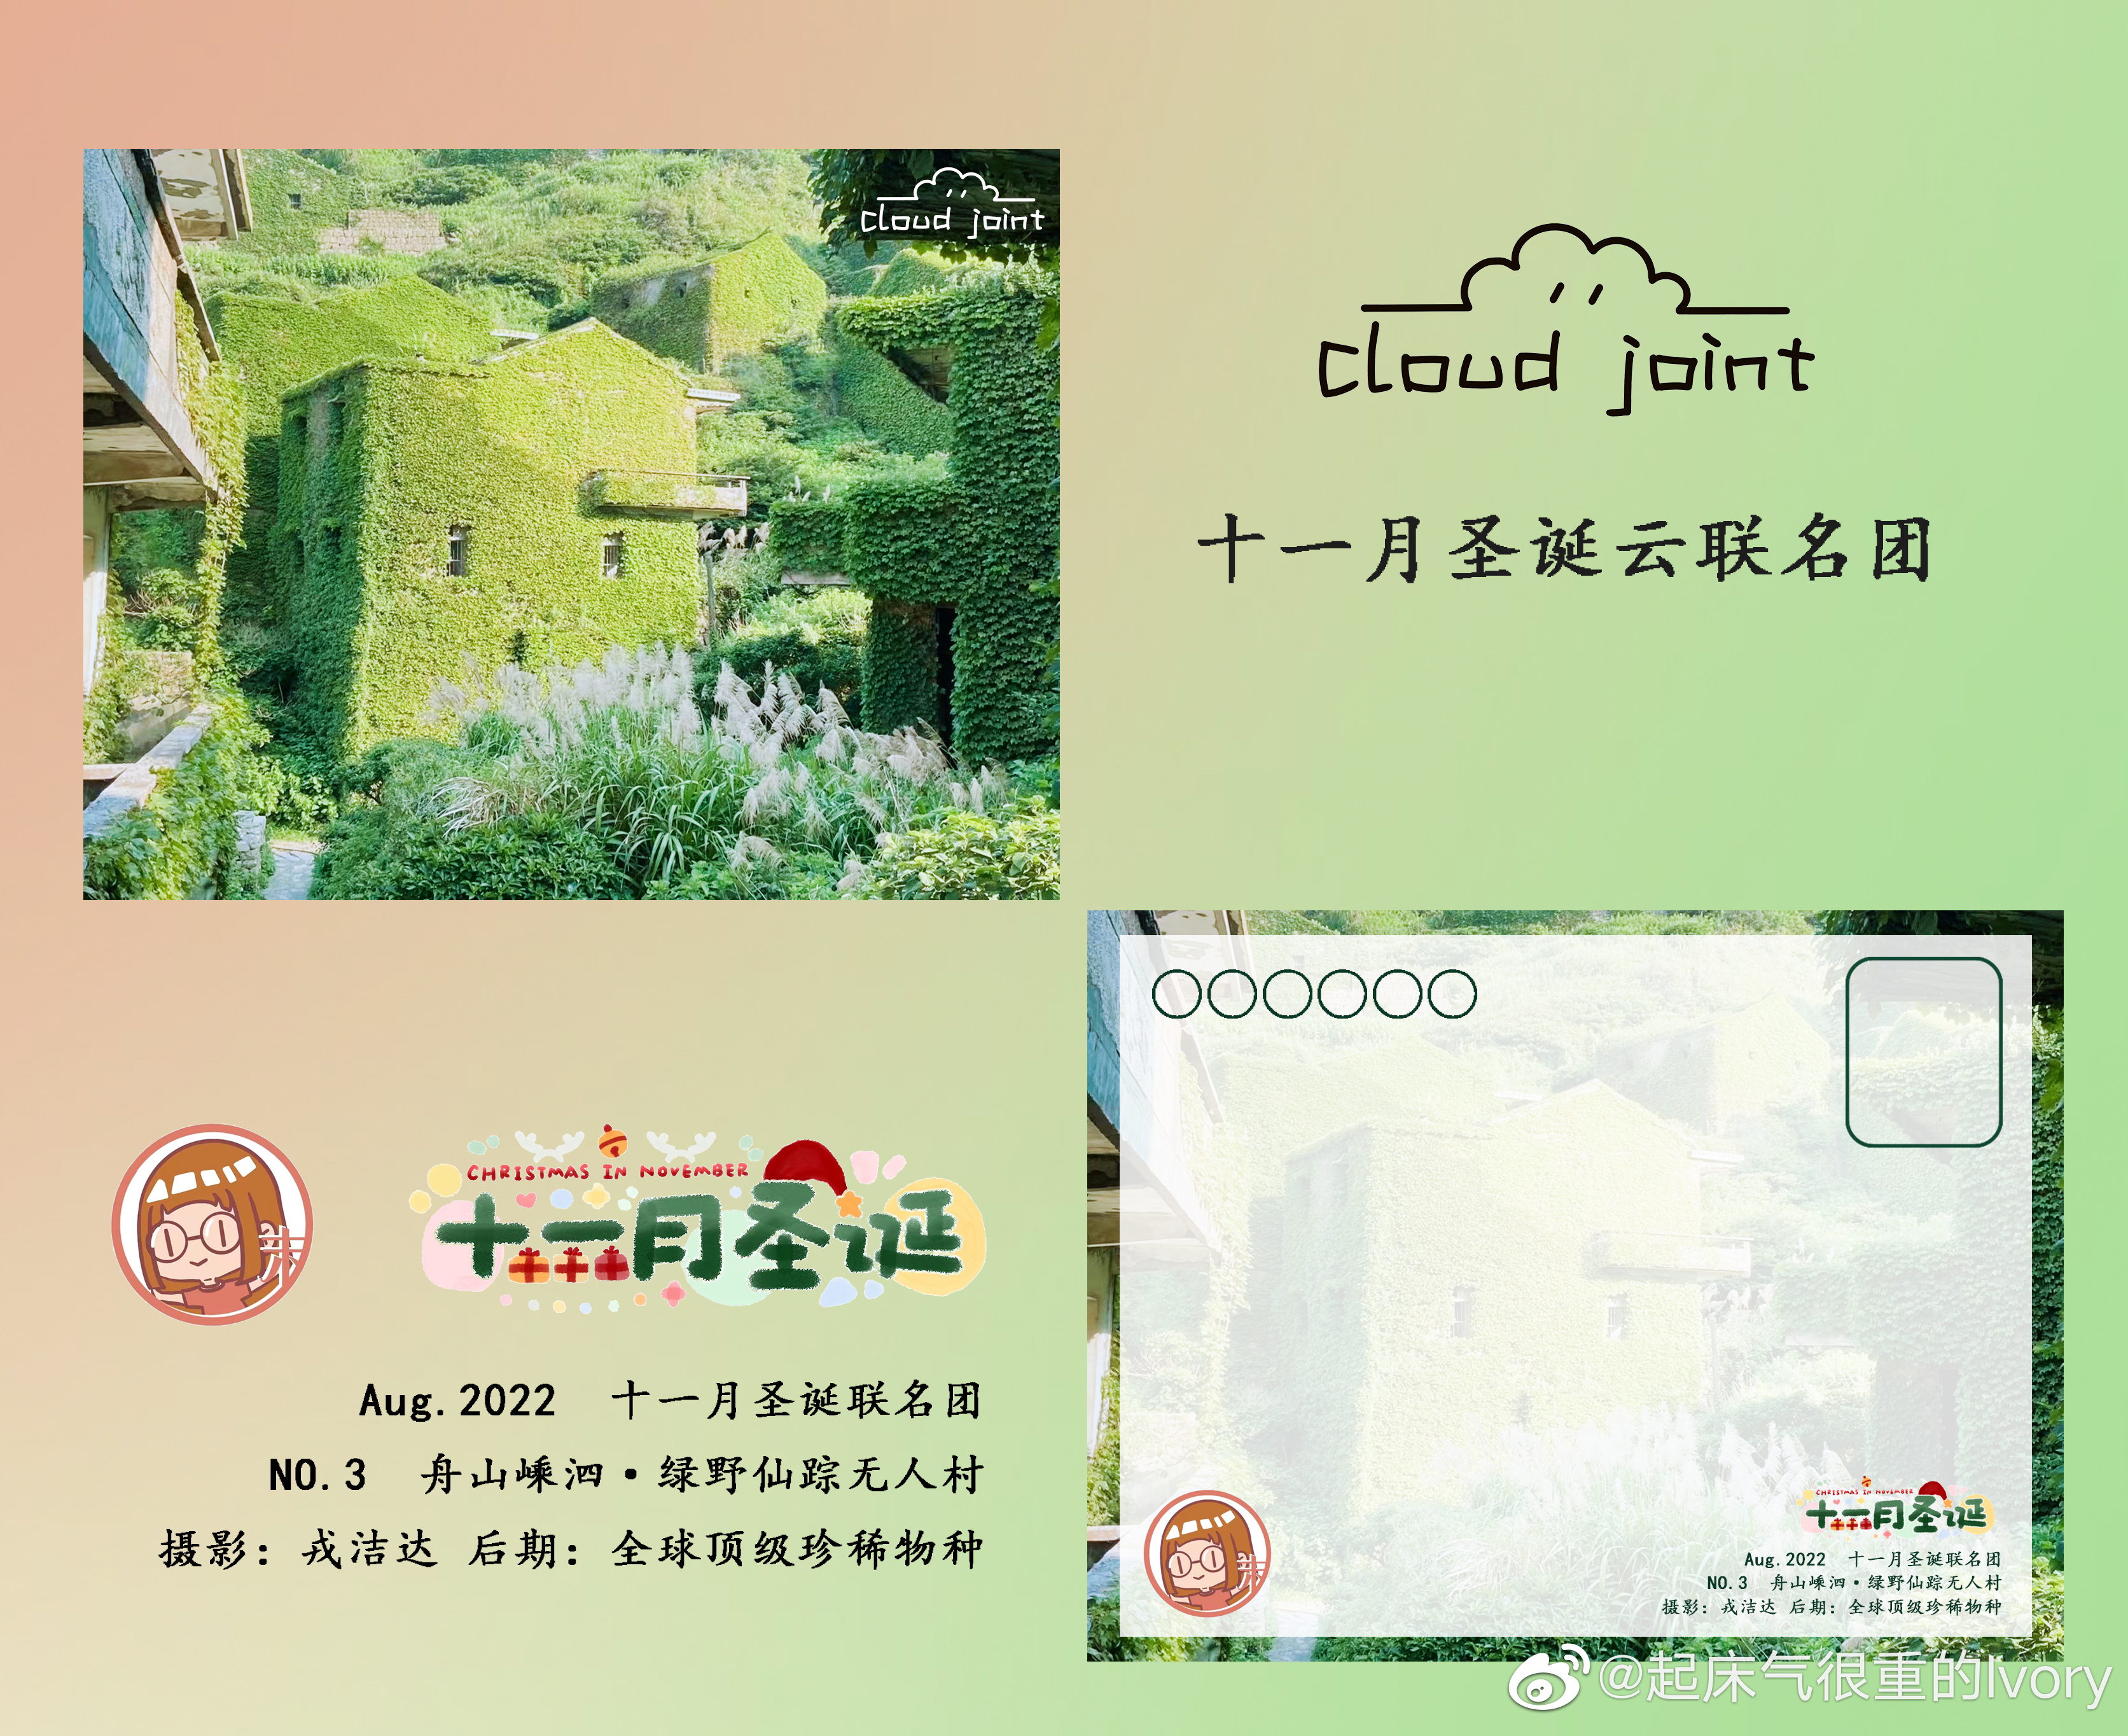 cloud joint
cloud joint
十一月圣诞云联名团
CHRISTMAS IN NOVEMBER
十一月圣诞
Aug.2022 十一月圣诞联名团
NO.3 舟山嵊泗·绿野仙踪无人村
摄影：戎洁达 后期：全球顶级珍稀物种
CHRISTMAS IN NOVEMBER
十一月圣诞
Aug.2022 十一月圣诞联名团
NO.3 舟山嵊泗·绿野仙踪无人村
摄影：戎洁达 后期：全球顶级珍稀物种
@起床气很重的Ivory